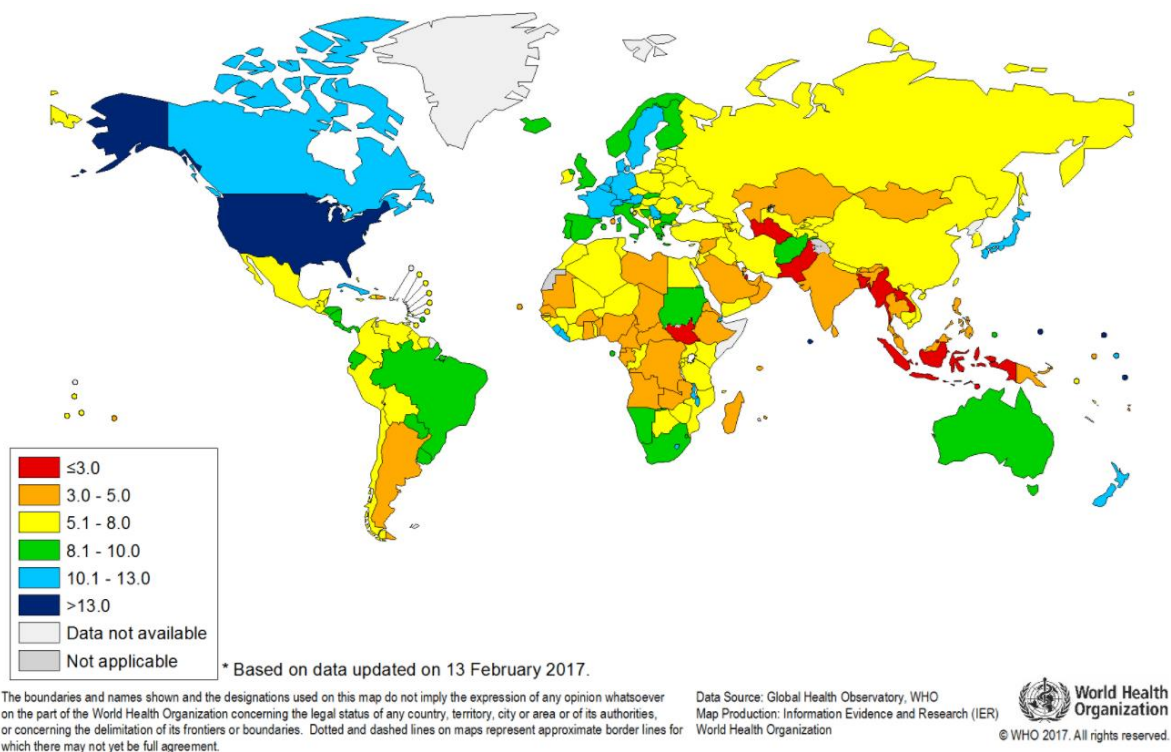 ≤3.0
3.0 - 5.0
5.1 - 8.0
8.1 - 10.0
10.1 - 13.0
>13.0
Data not available
Not applicable
* Based on data updated on 13 February 2017.
The boundaries and names shown and the designations used on this map do not imply the expression of any opinion whatsoever
on the part of the World Health Organization concerning the legal status of any country, territory, city or area or of its authorities,
or concerning the delimitation of its frontiers or boundaries. Dotted and dashed lines on maps represent approximate border lines for
which there may not yet be full agreement.
Data Source: Global Health Observatory, WHO
Map Production: Information Evidence and Research (IER)
World Health Organization
World Health
Organization
© WHO 2017. All rights reserved.